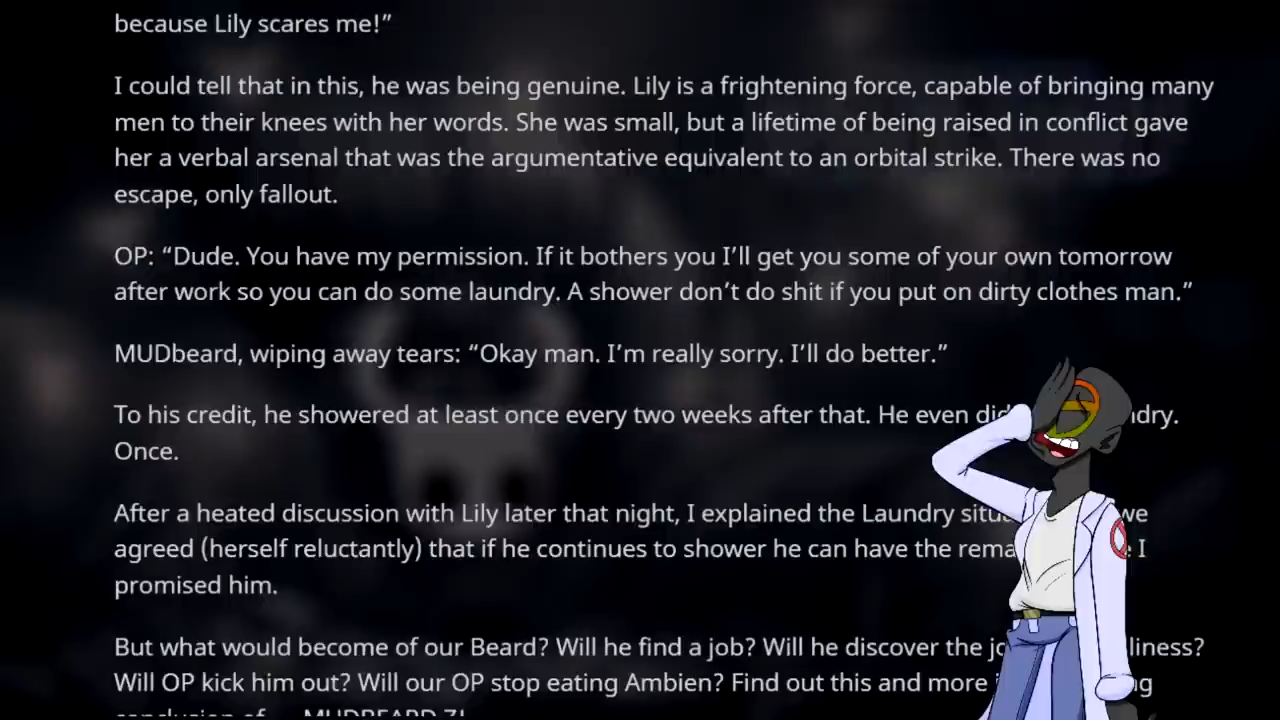 because Lily scares me!”
I could tell that in this, he was being genuine. Lily is a frightening force, capable of bringing many
men to their knees with her words. She was small, but a lifetime of being raised in conflict gave
her a verbal arsenal that was the argumentative equivalent to an orbital strike. There was no
escape, only fallout.
OP: “Dude. You have my permission. If it bothers you I’ll get you some of your own tomorrow
after work so you can do some laundry. A shower don’t do shit if you put on dirty clothes man.”
MUDbeard, wiping away tears: “Okay man. I’m really sorry. I’ll do better.”
To his credit, he showered at least once every two weeks after that. He even did
Once.
After a heated discussion with Lily later that night, I explained the Laundry we
agreed (herself reluctantly) that if he continues to shower he can have the I
promised him.
But what would become of our Beard? Will he find a job? Will he discover the
Will OP kick him out? Will our OP stop eating Ambien? Find out this and more
conclusion of MUDBEARD Z!